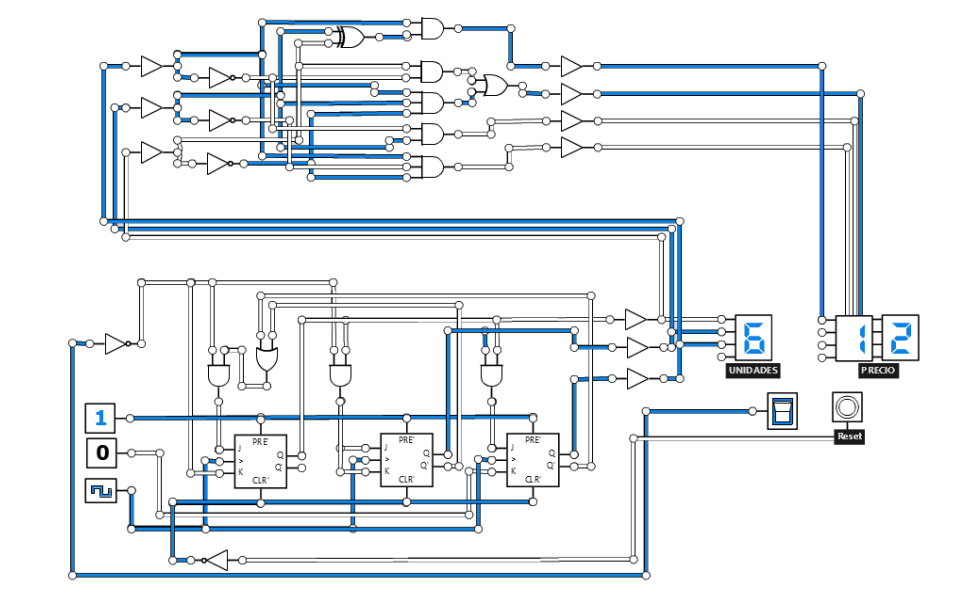 6
1
2
UNIDADES
PRECIO
1
0
Reset
PRE'
J
Q
>
Q'
K
CLR'
PRE'
J
Q
>
Q'
K
CLR'
PRE'
J
Q
>
Q'
K
CLR'